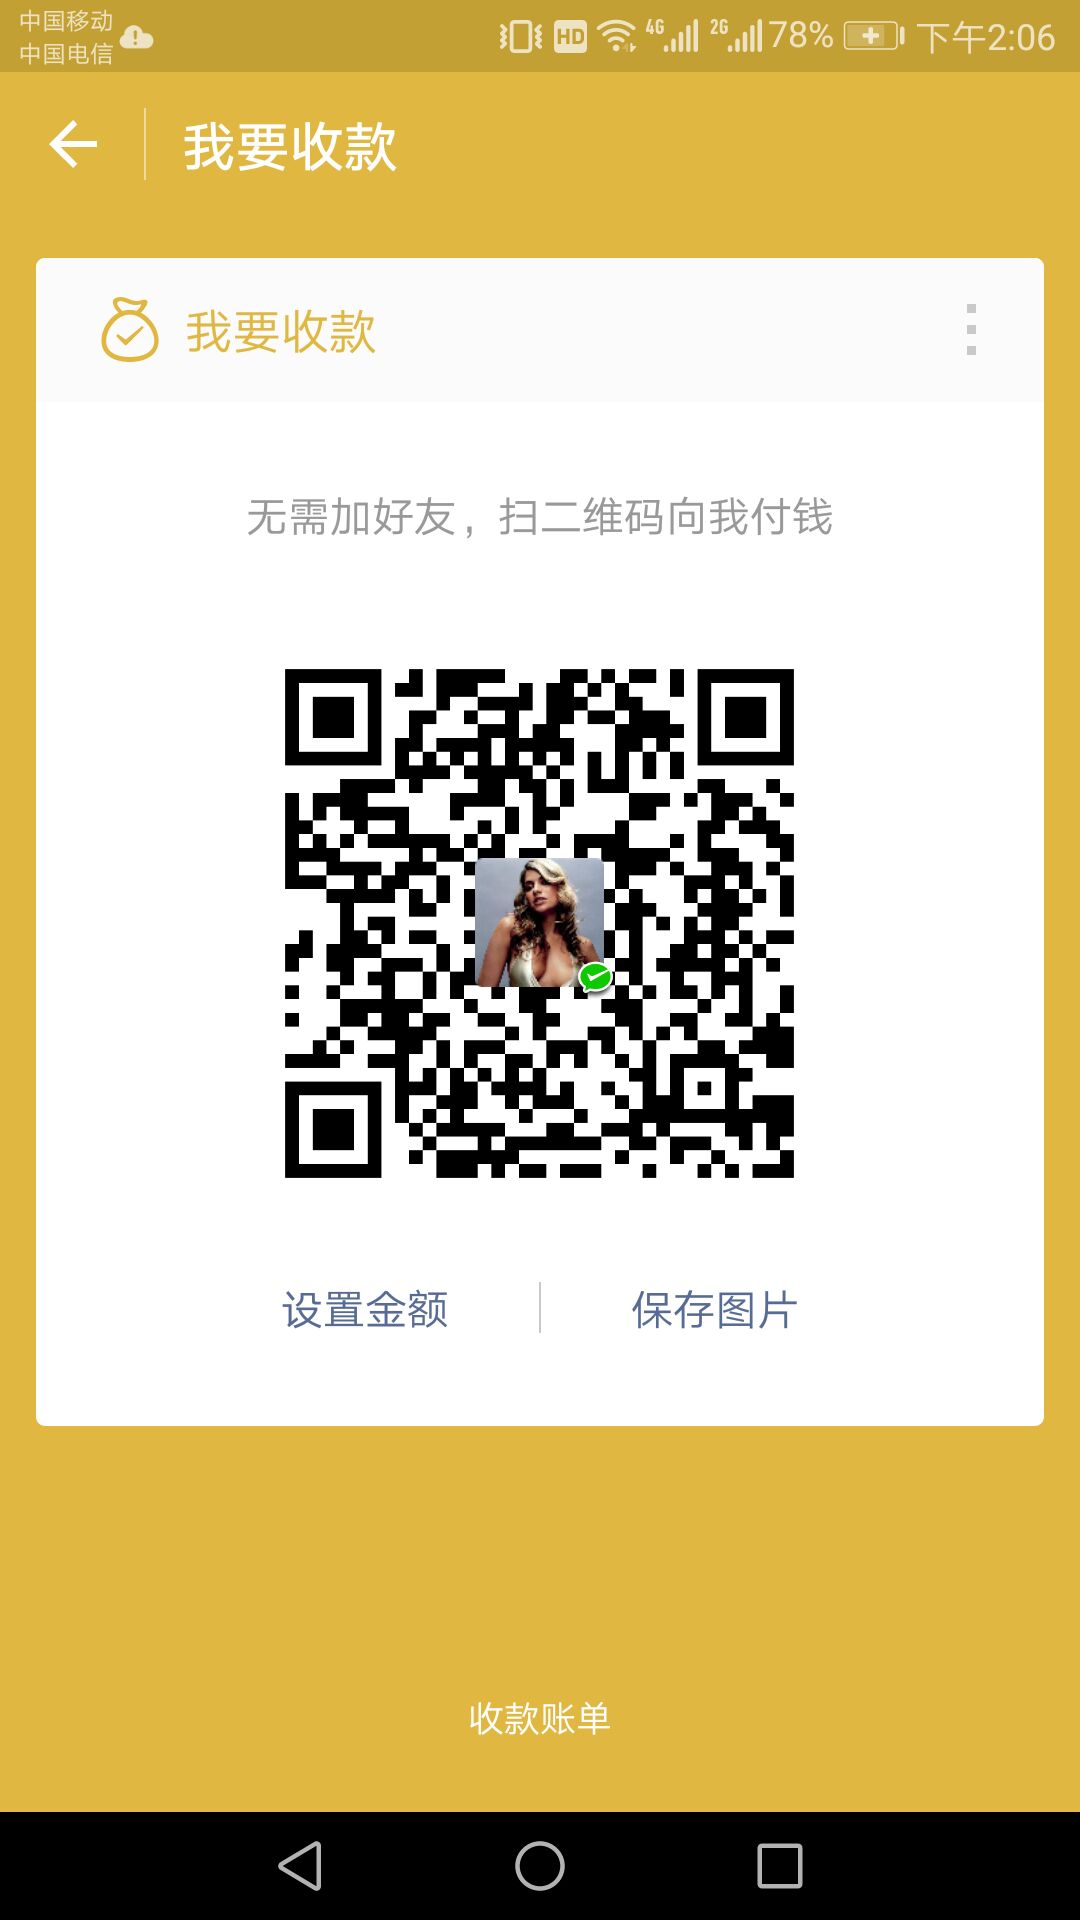 中国移动
中国电信
HD 4G 2G 78% 下午2:06
我要收款
我要收款
无需加好友，扫二维码向我付钱
设置金额 保存图片
收款账单